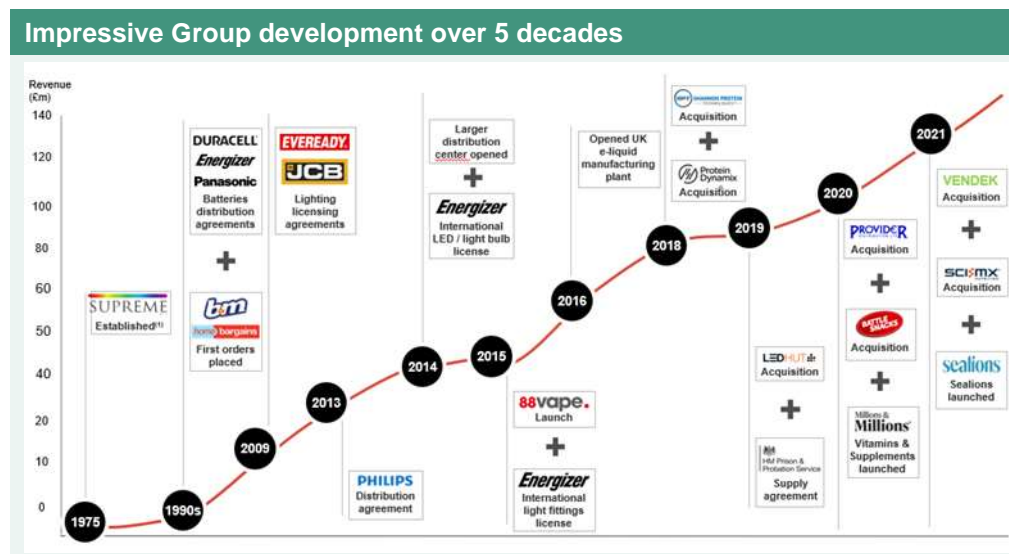 Impressive Group development over 5 decades
Revenue
(£m)
140
120
100
80
60
50
40
20
10
0
SUPREME
Established(1)
DURACELL
Energizer
Panasonic
Batteries
distribution
agreements
b&m
home bargains
First orders
placed
EVEREADY
JCB
Lighting
licensing
agreements
PHILIPS
Distribution
agreement
Larger
distribution
center opened
Energizer
International
LED / light bulb
license
88vape.
Launch
Energizer
International
light fittings
license
Opened UK
e-liquid
manufacturing
plant
SHANNON PROTEIN
Acquisition
Protein
Dynamix
Acquisition
LEDHUT
Acquisition
HM Prison &
Probation Service
Supply
agreement
PROVIDER
Acquisition
BATTLE
SNACKS
Acquisition
Millions &
Millions
Vitamins &
Supplements
launched
VENDEK
Acquisition
SCI-MX
Acquisition
sealions
Sealions
launched
1975
1990s
2009
2013
2014
2015
2016
2018
2019
2020
2021